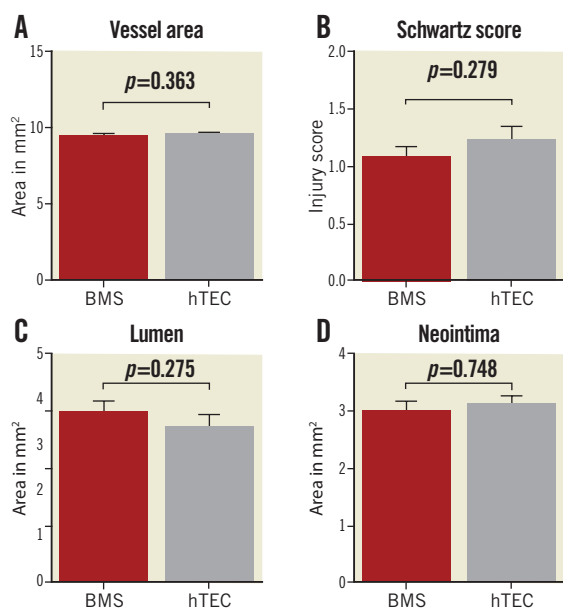 A Vessel area
15
10
5
0
Area in mm²
p=0.363
BMS hTEC
B Schwartz score
2.0
1.5
1.0
0.5
0.0
Injury score
p=0.279
BMS hTEC
C Lumen
5
4
3
2
1
0
Area in mm²
p=0.275
BMS hTEC
D Neointima
4
3
2
1
0
Area in mm²
p=0.748
BMS hTEC